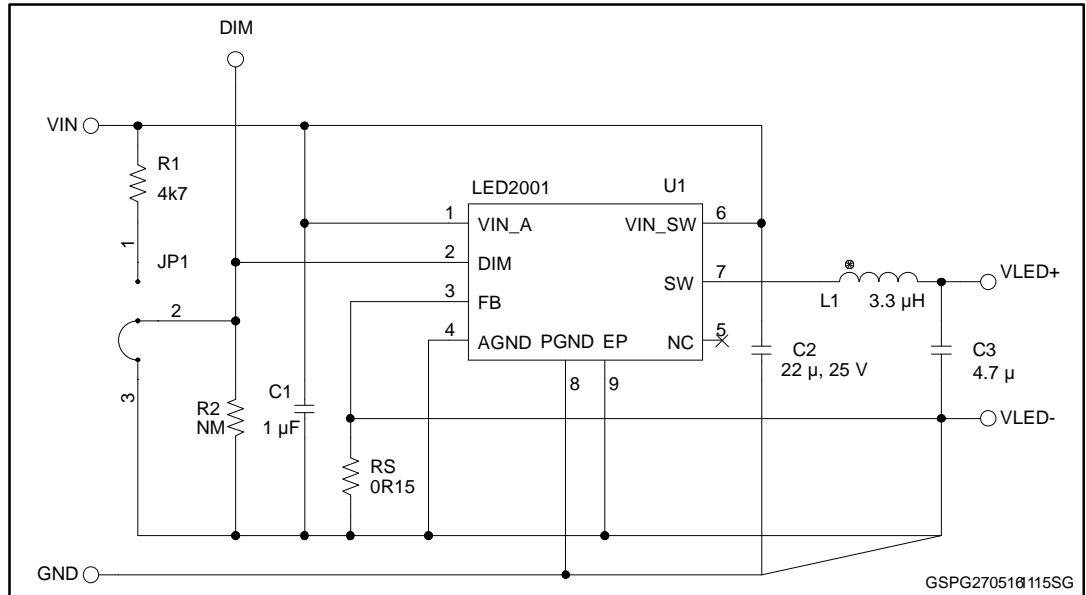 DIM
VIN
R1
4k7
1
JP1
2
3
R2
NM
C1
1 µF
RS
0R15
LED2001
U1
1
VIN_A
2
DIM
3
FB
4
AGND
PGND
EP
8
9
6
VIN_SW
7
SW
5
NC
L1
3.3 µH
C2
22 µ, 25 V
C3
4.7 µ
VLED+
VLED-
GND
GSPG270516 1115SG